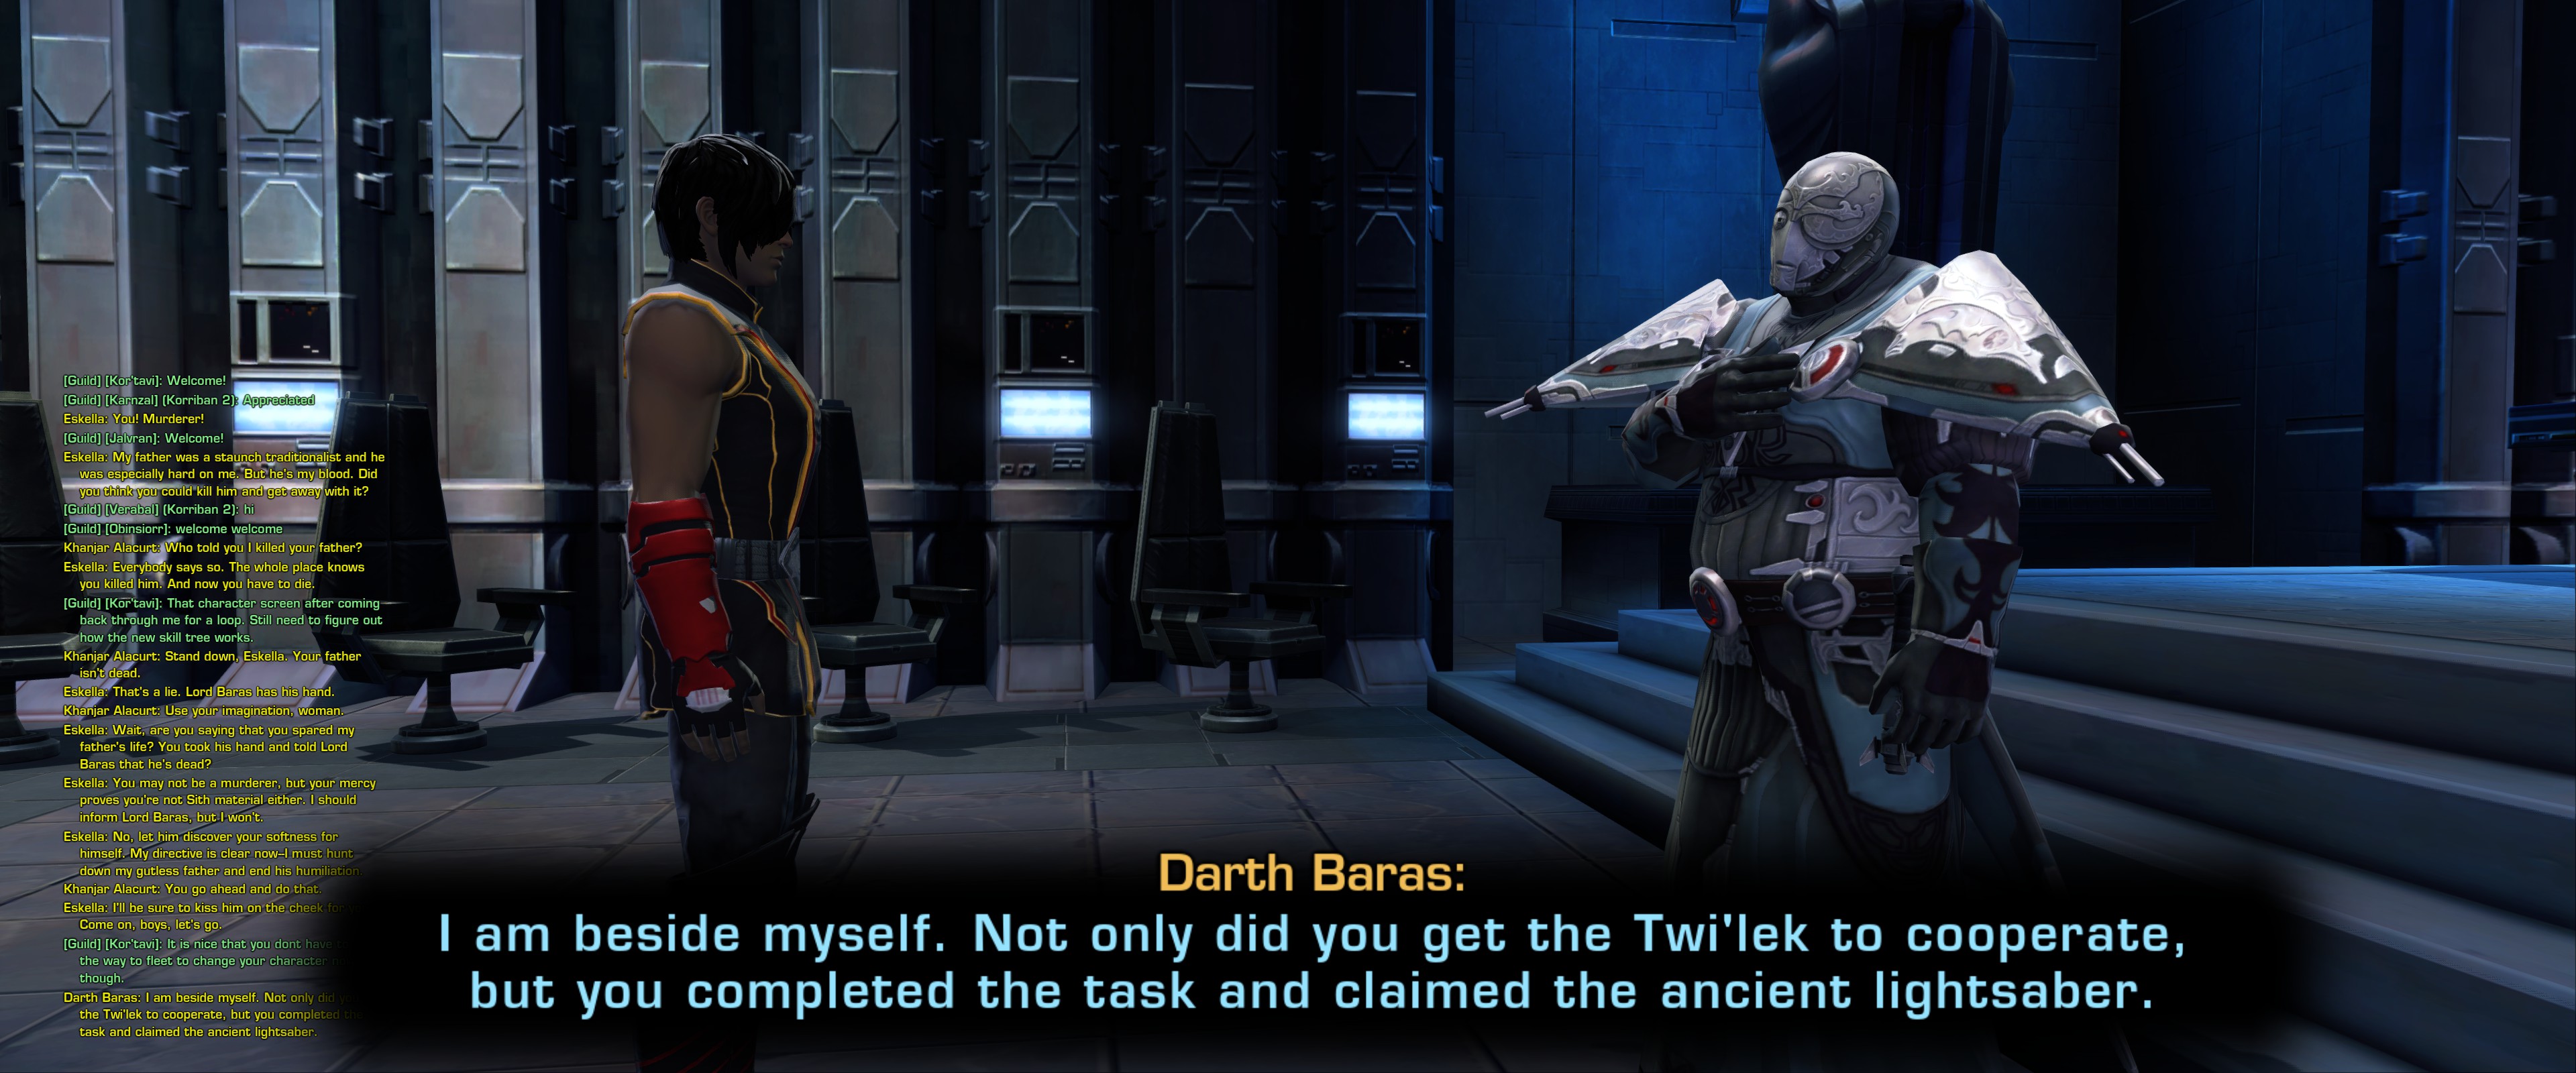 [Guild] [Kor'tavi]: Welcome!
[Guild] [Karnzal] (Korriban 2): Appreciated
Eskella: You! Murderer!
[Guild] [Jalvran]: Welcome!
Eskella: My father was a staunch traditionalist and he
was especially hard on me. But he's my blood. Did
you think you could kill him and get away with it?
[Guild] [Verabal] (Korriban 2): hi
[Guild] [Obinsiorr]: welcome welcome
Khanjar Alacurt: Who told you I killed your father?
Eskella: Everybody says so. The whole place knows
you killed him. And now you have to die.
[Guild] [Kor'tavi]: That character screen after coming
back through me for a loop. Still need to figure out
how the new skill tree works.
Khanjar Alacurt: Stand down, Eskella. Your father
isn't dead.
Eskella: That's a lie. Lord Baras has his hand.
Khanjar Alacurt: Use your imagination, woman.
Eskella: Wait, are you saying that you spared my
father's life? You took his hand and told Lord
Baras that he's dead?
Eskella: You may not be a murderer, but your mercy
proves you're not Sith material either. I should
inform Lord Baras, but I won't.
Eskella: No, let him discover your softness for
himself. My directive is clear now–I must hunt
down my gutless father and end his humiliation.
Khanjar Alacurt: You go ahead and do that.
Eskella: I'll be sure to kiss him on the cheek for
Come on, boys, let's go.
[Guild] [Kor'tavi]: It is nice that you dont have
the way to fleet to change your character
though.
Darth Baras: I am beside myself. Not only did
the Twi'lek to cooperate, but you completed the
task and claimed the ancient lightsaber.
Darth Baras:
I am beside myself. Not only did you get the Twi'lek to cooperate,
but you completed the task and claimed the ancient lightsaber.